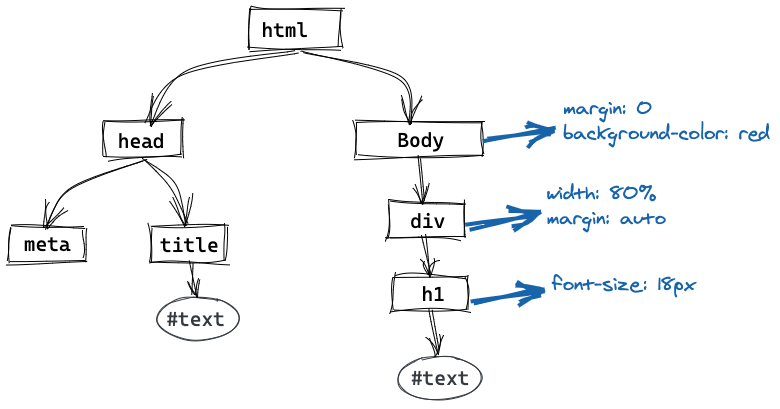 html
head
Body
margin: 0
background-color: red
meta
title
div
width: 80%
margin: auto
#text
h1
font-size: 18px
#text